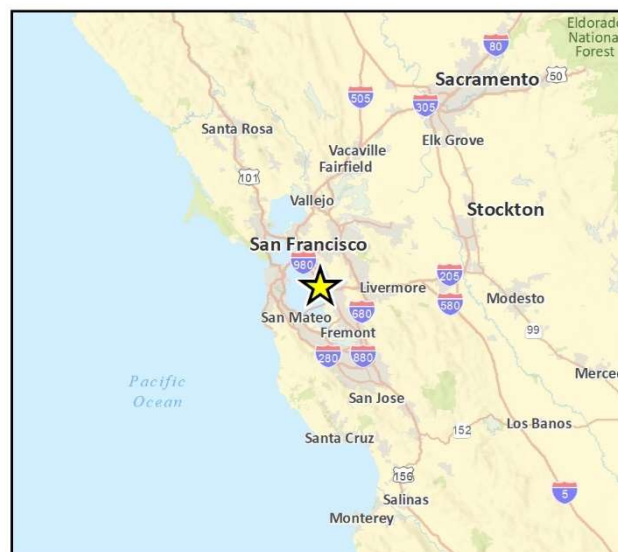 Eldorado
National
Forest
80
50
Sacramento
505
305
Santa Rosa
Elk Grove
Vacaville
Fairfield
101
Vallejo
Stockton
San Francisco
980
205
Livermore
580
Modesto
San Mateo
680
Fremont
99
280
880
Merce
Pacific
Ocean
San Jose
152
Los Banos
Santa Cruz
156
5
Salinas
Monterey